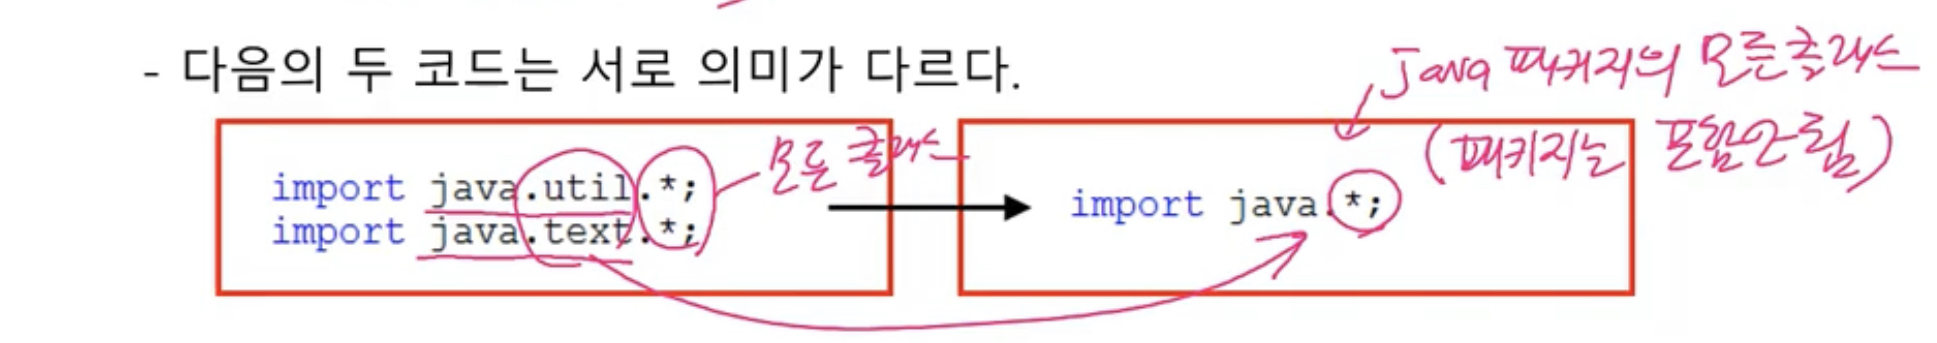 - 다음의 두 코드는 서로 의미가 다르다.
java 패키지의 모든클래스
(패키지는 포함안됨)
모든 클래스
import java.util.*;
import java.text.*;
import java.*;